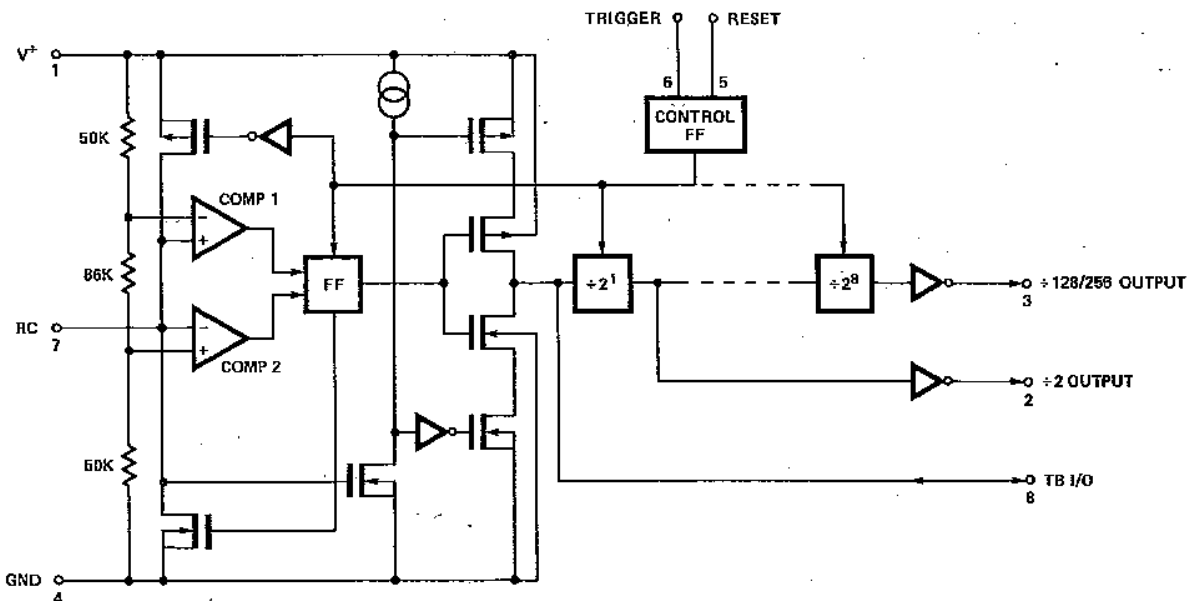 TRIGGER
RESET
V+
1
6
5
CONTROL
FF
50K
COMP 1
-
+
86K
FF
÷2¹
÷2⁸
÷128/256 OUTPUT
3
RC
7
-
+
COMP 2
÷2 OUTPUT
2
60K
TB I/O
8
GND
4